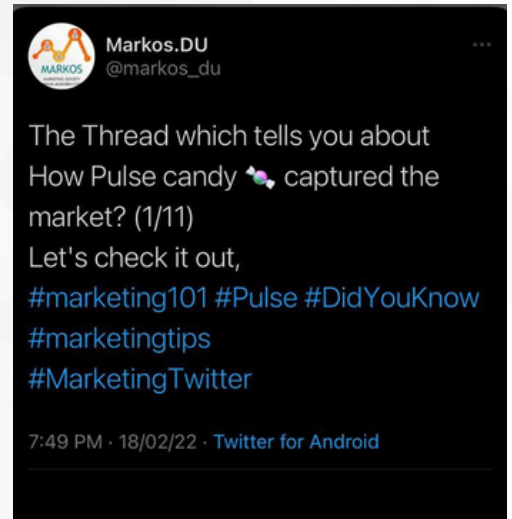 Markos.DU
@markos_du
MARKOS
The Thread which tells you about
How Pulse candy 🍬 captured the
market? (1/11)
Let's check it out,
#marketing101 #Pulse #DidYouKnow
#marketingtips
#MarketingTwitter
7:49 PM · 18/02/22 · Twitter for Android